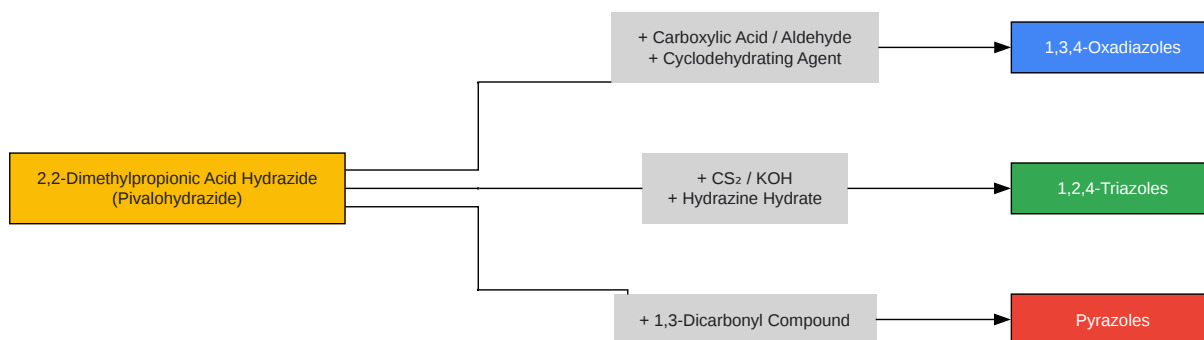 + Carboxylic Acid / Aldehyde
+ Cyclodehydrating Agent
1,3,4-Oxadiazoles
2,2-Dimethylpropionic Acid Hydrazide
(Pivalohydrazide)
+ CS₂ / KOH
+ Hydrazine Hydrate
1,2,4-Triazoles
+ 1,3-Dicarbonyl Compound
Pyrazoles